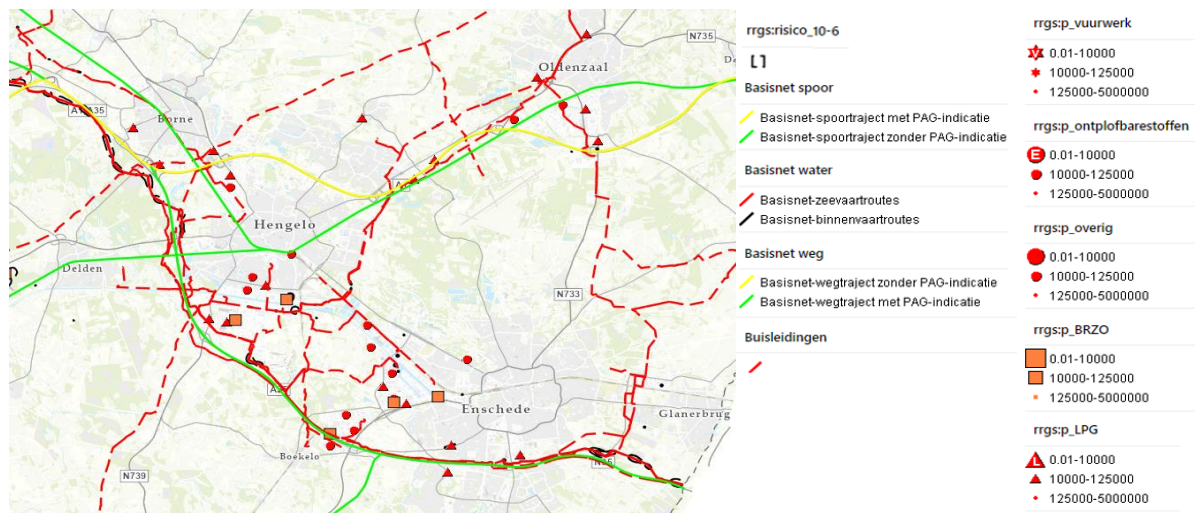 N735
Oldenzaal
A1/A35
Borne
Hengelo
Delden
N733
Enschede
Glanerbrug
Boekelo
N35
N739
rrgs:risico_10-6
Basisnet spoor
Basisnet-spoortraject met PAG-indicatie
Basisnet-spoortraject zonder PAG-indicatie
Basisnet water
Basisnet-zeevaartroutes
Basisnet-binnenvaartroutes
Basisnet weg
Basisnet-wegtraject zonder PAG-indicatie
Basisnet-wegtraject met PAG-indicatie
Buisleidingen
rrgs:p_vuurwerk
V 0.01-10000
10000-125000
125000-5000000
rrgs:p_ontplofbarestoffen
E 0.01-10000
10000-125000
125000-5000000
rrgs:p_overig
0.01-10000
10000-125000
125000-5000000
rrgs:p_BRZO
0.01-10000
10000-125000
125000-5000000
rrgs:p_LPG
L 0.01-10000
10000-125000
125000-5000000